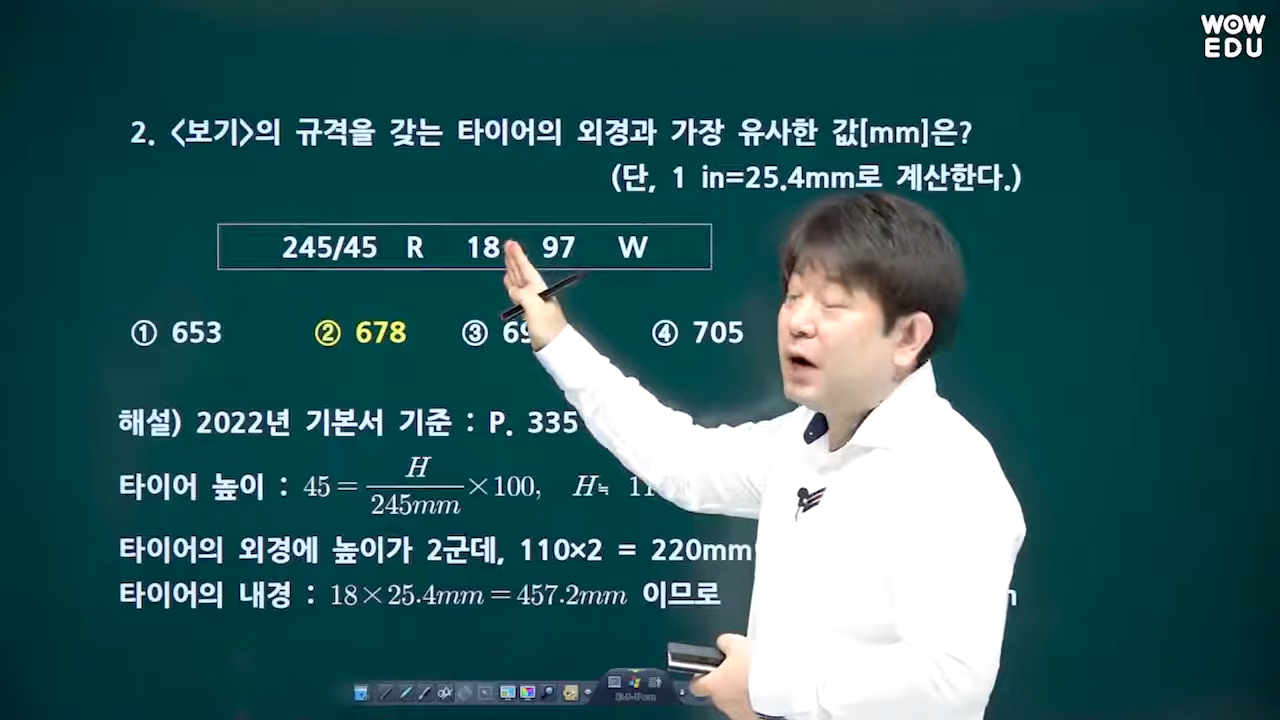 WOW
EDU
2. <보기>의 규격을 갖는 타이어의 외경과 가장 유사한 값[mm]은?
(단, 1 in=25.4mm로 계산한다.)
245/45 R 18 97 W
① 653 ② 678 ③ ④ 705
해설) 2022년 기본서 기준 : P. 335
타이어 높이 : 45 = H/245mm ×100, H≒
타이어의 외경에 높이가 2군데, 110×2 = 220mm
타이어의 내경 : 18×25.4mm = 457.2mm 이므로